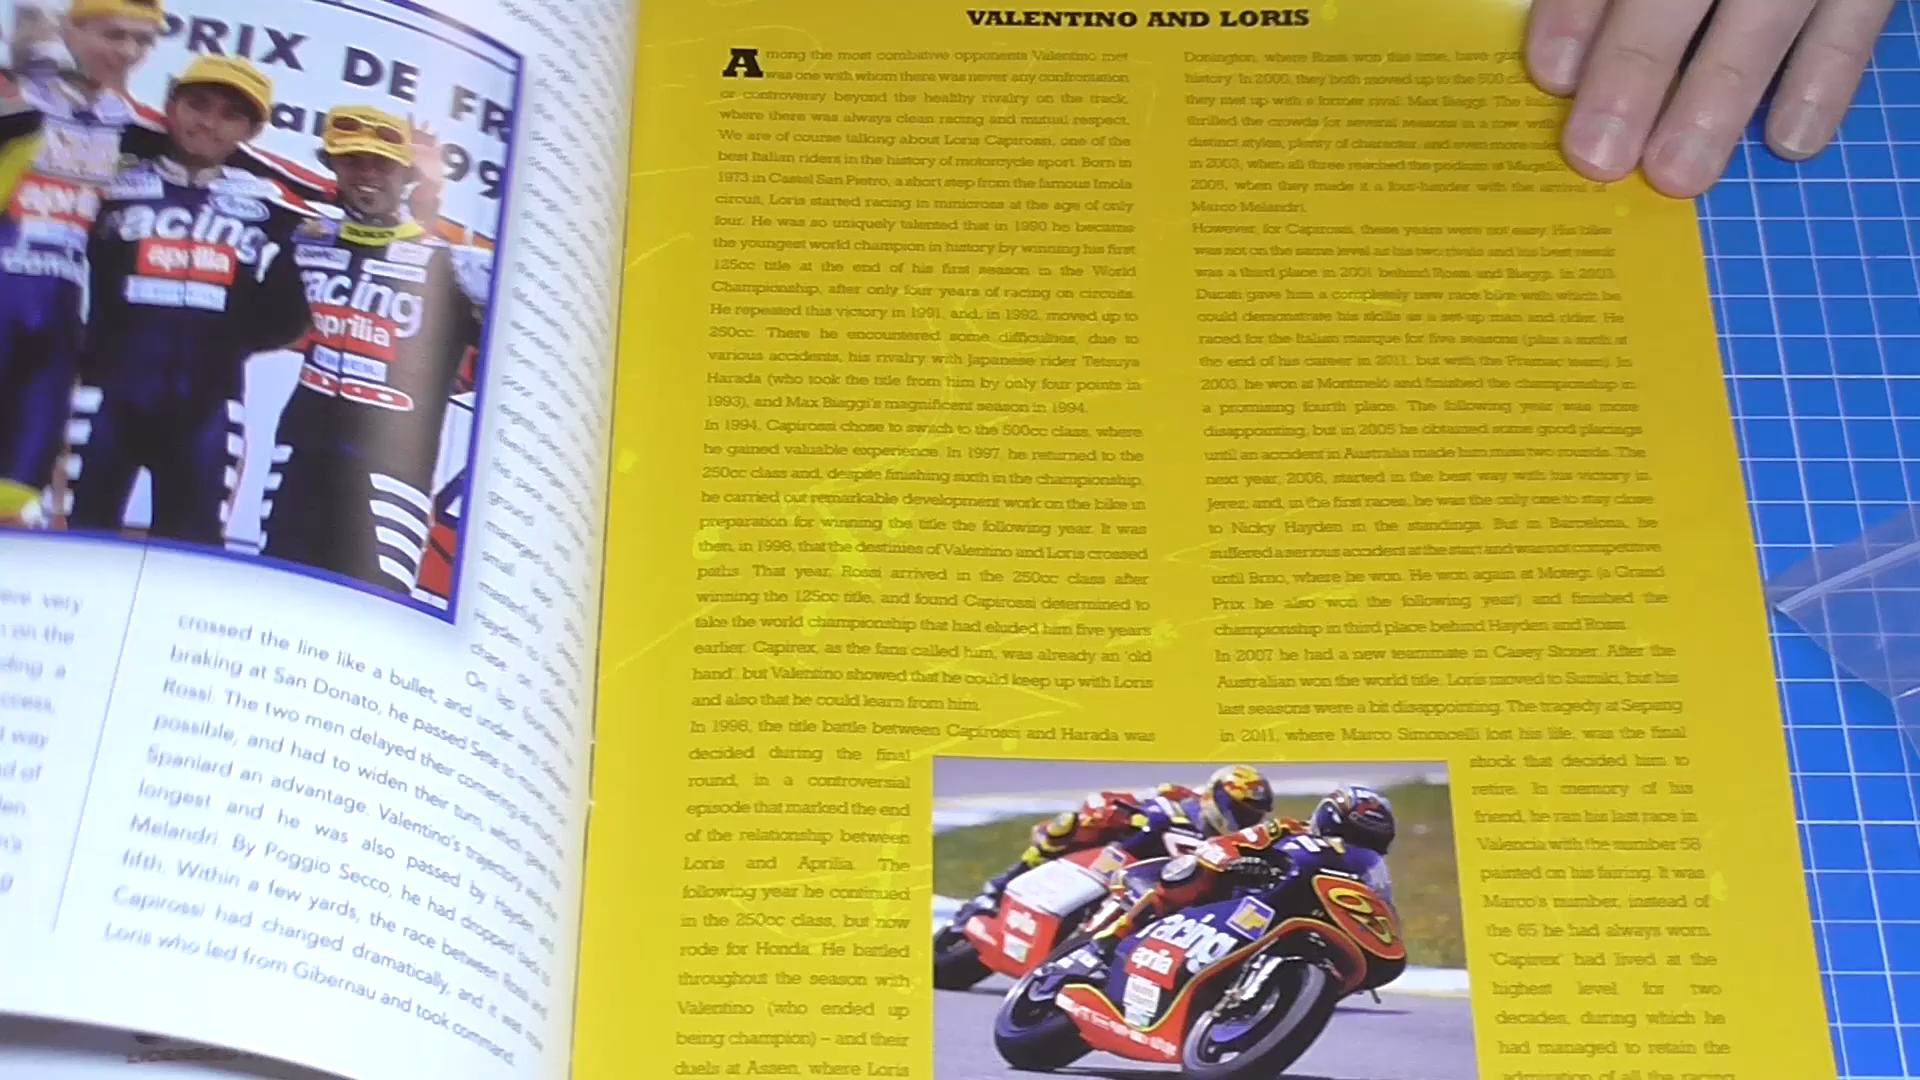 PRIX DE FR
99
racing
aprilia
racing
aprilia
crossed the line like a bullet, and under
braking at San Donato, he passed Sete to move
Rossi. The two men delayed their cornering as much
possible, and had to widen their turn, which gave the
Spaniard an advantage. Valentino's trajectory was the
longest and he was also passed by Hayden and
Melandri. By Poggio Secco, he had dropped back to
fifth. Within a few yards, the race between Rossi and
Capirossi had changed dramatically, and it was now
Loris who led from Gibernau and took command.
VALENTINO AND LORIS
Among the most combative opponents Valentino met
was one with whom there was never any confrontation
or controversy beyond the healthy rivalry on the track,
where there was always clean racing and mutual respect.
We are of course talking about Loris Capirossi, one of the
best Italian riders in the history of motorcycle sport. Born in
1973 in Castel San Pietro, a short step from the famous Imola
circuit, Loris started racing in minicross at the age of only
four. He was so uniquely talented that in 1990 he became
the youngest world champion in history by winning his first
125cc title at the end of his first season in the World
Championship, after only four years of racing on circuits.
He repeated this victory in 1991, and, in 1992, moved up to
250cc. There he encountered some difficulties, due to
various accidents, his rivalry with Japanese rider Tetsuya
Harada (who took the title from him by only four points in
1993), and Max Biaggi's magnificent season in 1994.
In 1994, Capirossi chose to switch to the 500cc class, where
he gained valuable experience. In 1997, he returned to the
250cc class and, despite finishing sixth in the championship,
he carried out remarkable development work on the bike in
preparation for winning the title the following year. It was
then, in 1998, that the destinies of Valentino and Loris crossed
paths. That year, Rossi arrived in the 250cc class after
winning the 125cc title, and found Capirossi determined to
take the world championship that had eluded him five years
earlier. Capirex, as the fans called him, was already an 'old
hand', but Valentino showed that he could keep up with Loris
and also that he could learn from him.
In 1998, the title battle between Capirossi and Harada was
decided during the final
round, in a controversial
episode that marked the end
of the relationship between
Loris and Aprilia. The
following year he continued
in the 250cc class, but now
rode for Honda. He battled
throughout the season with
Valentino (who ended up
being champion) – and their
duels at Assen, where Loris
Donington, where Rossi won this time, have
history. In 2000, they both moved up to the 500
they met up with a former rival: Max Biaggi. The
thrilled the crowds for several seasons in a row, with
distinct styles, plenty of character, and even more
in 2003, when all three reached the podium at
2005, when they made it a four-hander with the arrival of
Marco Melandri.
However, for Capirossi, these years were not easy. His bike
was not on the same level as his two rivals and his best result
was a third place in 2001 behind Rossi and Biaggi. In 2003,
Ducati gave him a completely new race bike with which he
could demonstrate his skills as a set-up man and rider. He
raced for the Italian marque for five seasons (plus a sixth at
the end of his career in 2011, but with the Pramac team). In
2003, he won at Montmeló and finished the championship in
a promising fourth place. The following year was more
disappointing, but in 2005 he obtained some good placings
until an accident in Australia made him miss two rounds. The
next year, 2006, started in the best way with his victory in
Jerez; and, in the first races, he was the only one to stay close
to Nicky Hayden in the standings. But in Barcelona, he
suffered a serious accident at the start and was not competitive
until Brno, where he won. He won again at Motegi (a Grand
Prix he also won the following year) and finished the
championship in third place behind Hayden and Rossi.
In 2007 he had a new teammate in Casey Stoner. After the
Australian won the world title, Loris moved to Suzuki, but his
last seasons were a bit disappointing. The tragedy at Sepang
in 2011, where Marco Simoncelli lost his life, was the final
shock that decided him to
retire. In memory of his
friend, he ran his last race in
Valencia with the number 58
painted on his fairing. It was
Marco's number, instead of
the 65 he had always worn.
'Capirex' had lived at the
highest level for two
decades, during which he
had managed to retain the
admiration of all the racing
65
racing
aprilia